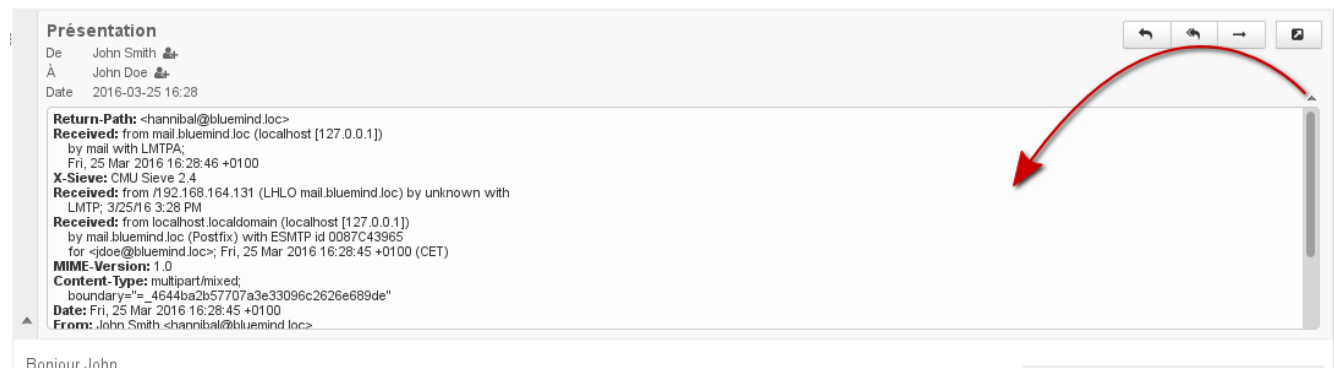 Présentation
De John Smith
À John Doe
Date 2016-03-25 16:28
Return-Path: <hannibal@bluemind.loc>
Received: from mail.bluemind.loc (localhost [127.0.0.1])
by mail with LMTPA;
Fri, 25 Mar 2016 16:28:46 +0100
X-Sieve: CMU Sieve 2.4
Received: from /192.168.164.131 (LHLO mail.bluemind.loc) by unknown with
LMTP; 3/25/16 3:28 PM
Received: from localhost.localdomain (localhost [127.0.0.1])
by mail.bluemind.loc (Postfix) with ESMTP id 0087C43965
for <jdoe@bluemind.loc>; Fri, 25 Mar 2016 16:28:45 +0100 (CET)
MIME-Version: 1.0
Content-Type: multipart/mixed;
boundary="=_4644ba2b57707a3e33096c2626e689de"
Date: Fri, 25 Mar 2016 16:28:45 +0100
From: John Smith <hannibal@bluemind.loc>
Bonjour John